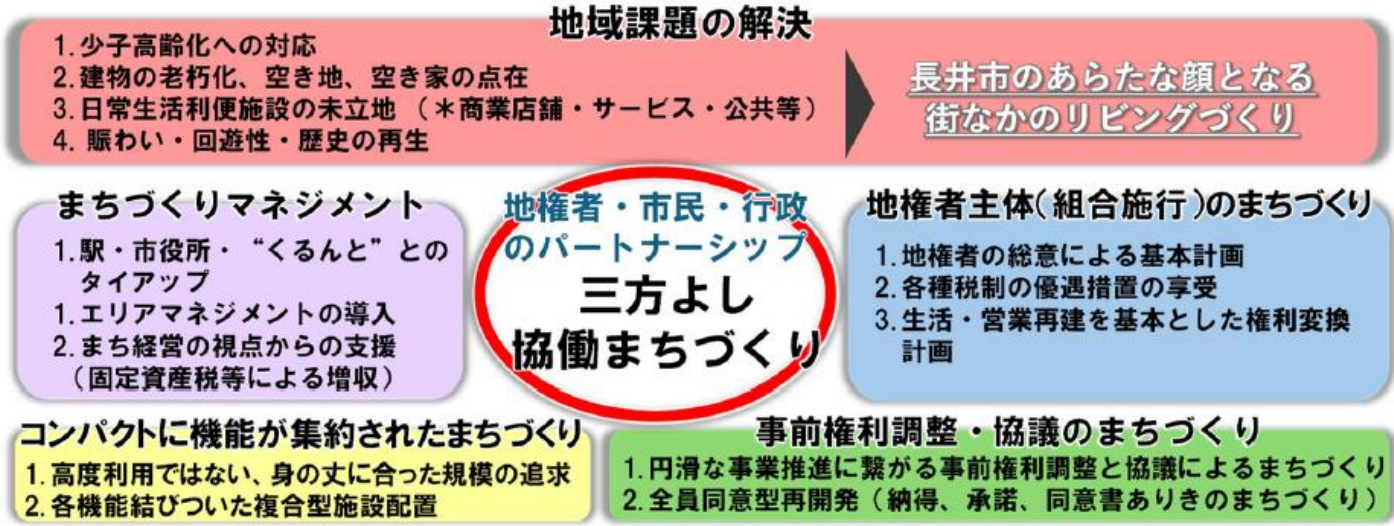 地域課題の解決
1.少子高齢化への対応
2.建物の老朽化、空き地、空き家の点在
3.日常生活利便施設の未立地 (*商業店舗・サービス・公共等)
4. 賑わい・回遊性・歴史の再生
長井市のあらたな顔となる
街なかのリビングづくり
まちづくりマネジメント
1.駅・市役所・“くるんと”との
タイアップ
1.エリアマネジメントの導入
2.まち経営の視点からの支援
(固定資産税等による増収)
地権者・市民・行政
のパートナーシップ
三方よし
協働まちづくり
地権者主体(組合施行)のまちづくり
1.地権者の総意による基本計画
2.各種税制の優遇措置の享受
3.生活・営業再建を基本とした権利変換
計画
コンパクトに機能が集約されたまちづくり
1.高度利用ではない、身の丈に合った規模の追求
2.各機能結びついた複合型施設配置
事前権利調整・協議のまちづくり
1.円滑な事業推進に繋がる事前権利調整と協議によるまちづくり
2.全員同意型再開発(納得、承諾、同意書ありきのまちづくり)